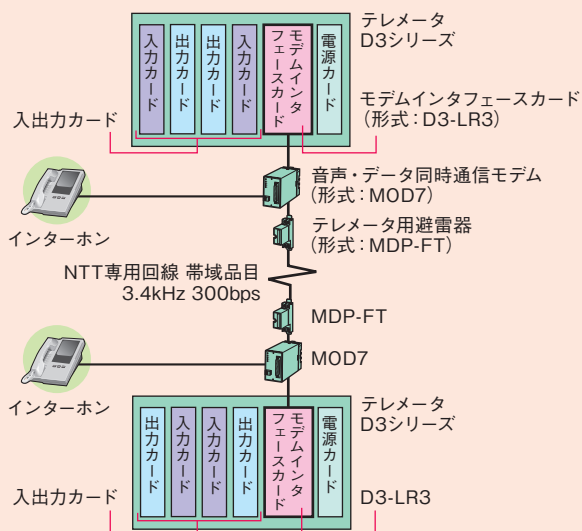 入力カード
出力カード
出力カード
入力カード
モデムインタ
フェースカード
電源カード
テレメータ
D3シリーズ
入出力カード
モデムインタフェースカード
(形式:D3-LR3)
音声・データ同時通信モデム
(形式:MOD7)
インターホン
テレメータ用避雷器
(形式:MDP-FT)
NTT専用回線 帯域品目
3.4kHz 300bps
MDP-FT
MOD7
インターホン
出力カード
入力カード
入力カード
出力カード
モデムインタ
フェースカード
電源カード
テレメータ
D3シリーズ
入出力カード
D3-LR3